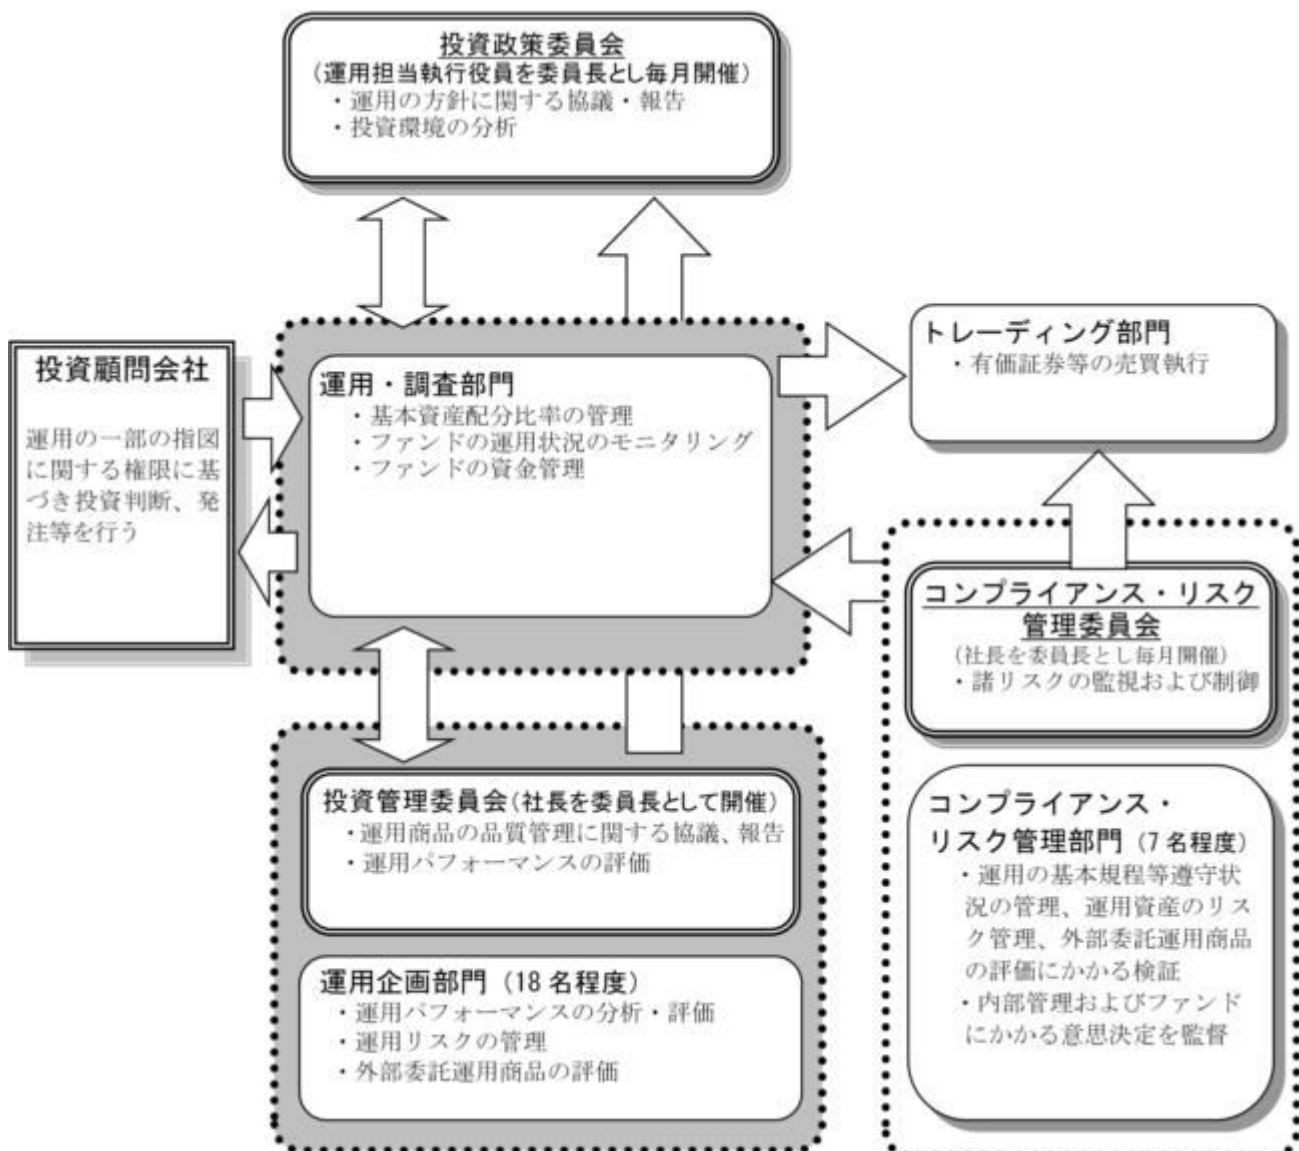 投資政策委員会
(運用担当執行役員を委員長とし毎月開催)
・運用の方針に関する協議・報告
・投資環境の分析
投資顧問会社
運用の一部の指図
に関する権限に基
づき投資判断、発
注等を行う
運用・調査部門
・基本資産配分比率の管理
・ファンドの運用状況のモニタリング
・ファンドの資金管理
トレーディング部門
・有価証券等の売買執行
コンプライアンス・リスク
管理委員会
(社長を委員長とし毎月開催)
・諸リスクの監視および制御
投資管理委員会(社長を委員長として開催)
・運用商品の品質管理に関する協議、報告
・運用パフォーマンスの評価
運用企画部門(18名程度)
・運用パフォーマンスの分析・評価
・運用リスクの管理
・外部委託運用商品の評価
コンプライアンス・
リスク管理部門(7名程度)
・運用の基本規程等遵守状
況の管理、運用資産のリス
ク管理、外部委託運用商品
の評価にかかる検証
・内部管理およびファンド
にかかる意思決定を監督